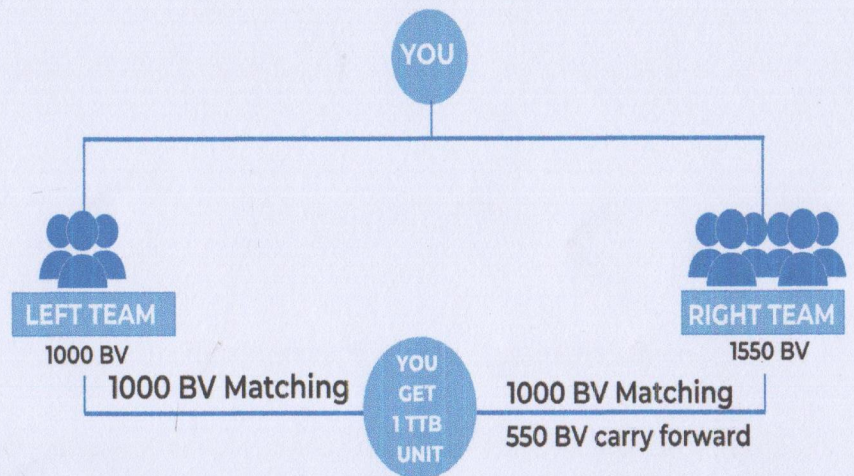 YOU
LEFT TEAM
1000 BV
RIGHT TEAM
1550 BV
1000 BV Matching
YOU
GET
1 TTB
UNIT
1000 BV Matching
550 BV carry forward